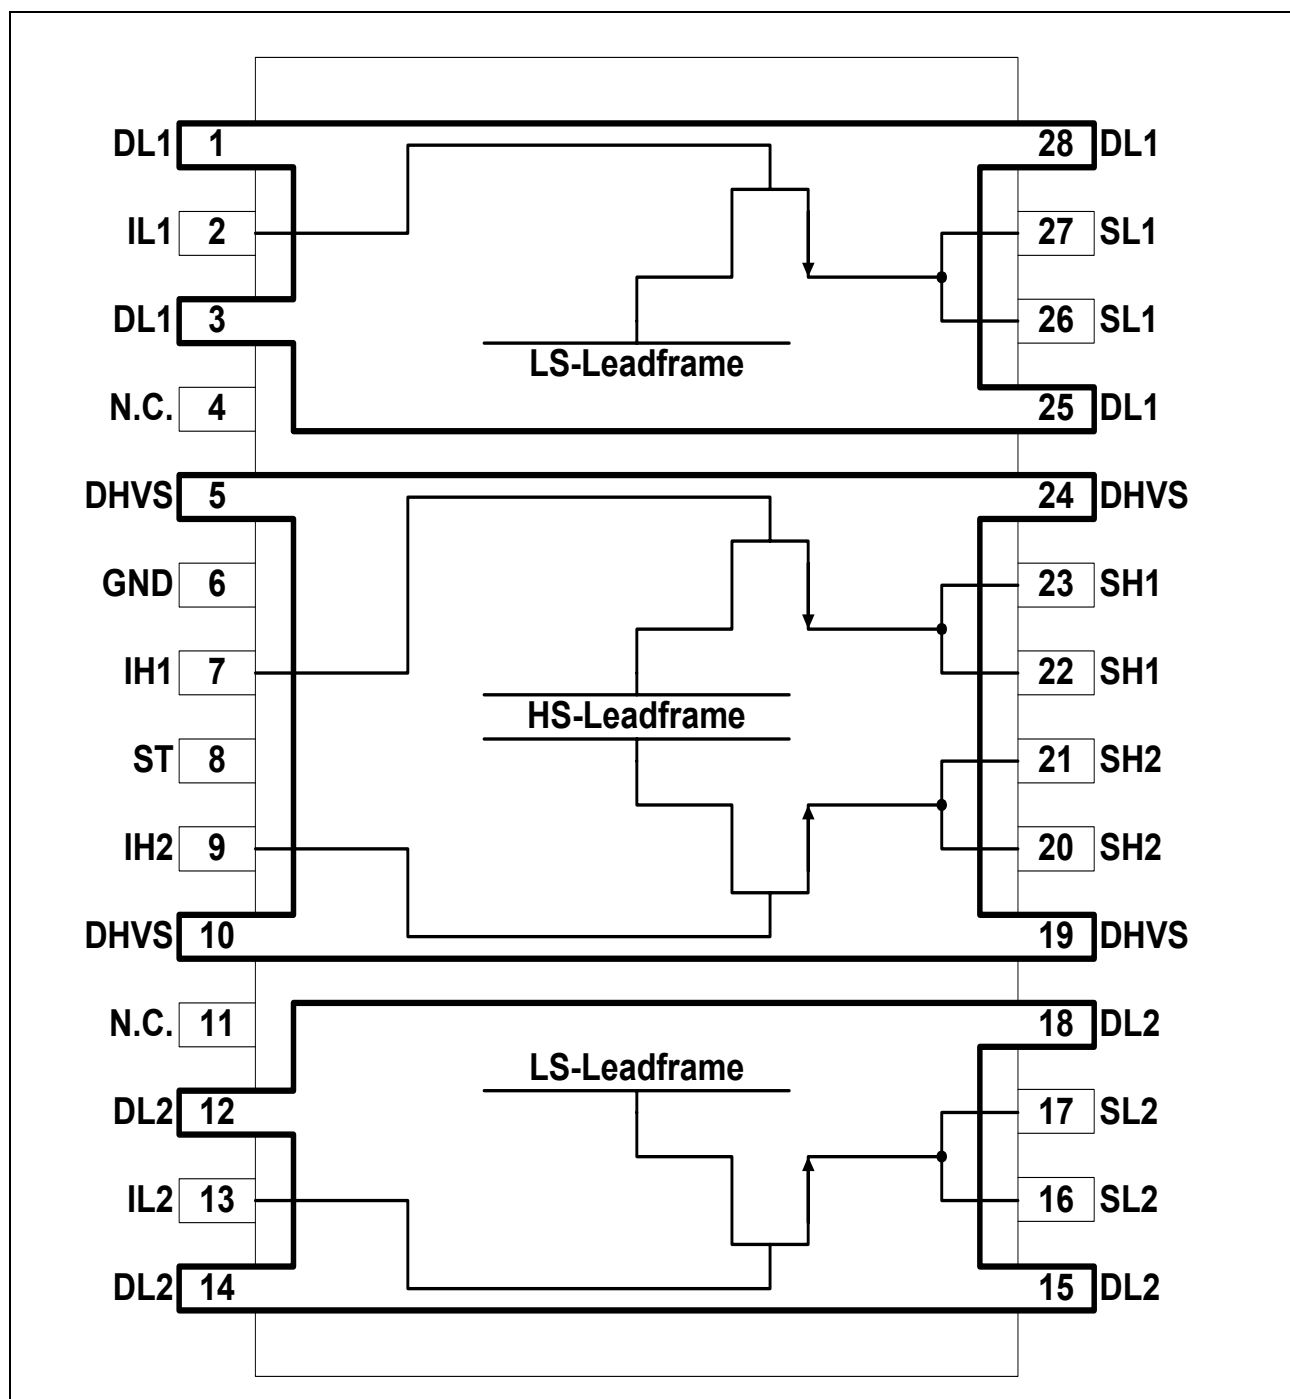 DL1 1 28 DL1
IL1 2 27 SL1
DL1 3 26 SL1
LS-Leadframe
N.C. 4 25 DL1
DHVS 5 24 DHVS
GND 6 23 SH1
IH1 7 22 SH1
HS-Leadframe
ST 8 21 SH2
IH2 9 20 SH2
DHVS 10 19 DHVS
N.C. 11 18 DL2
LS-Leadframe
DL2 12 17 SL2
IL2 13 16 SL2
DL2 14 15 DL2